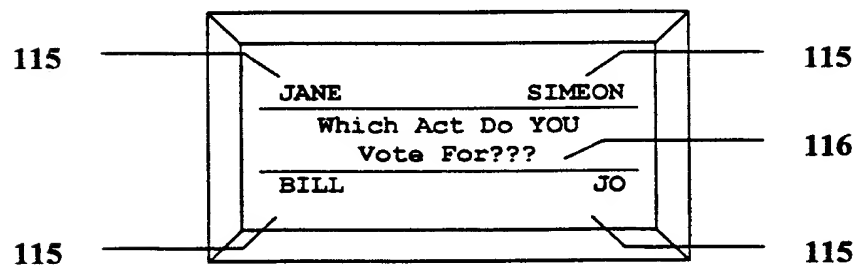 115 115
JANE SIMEON
Which Act Do YOU
Vote For???
116
BILL JO
115 115